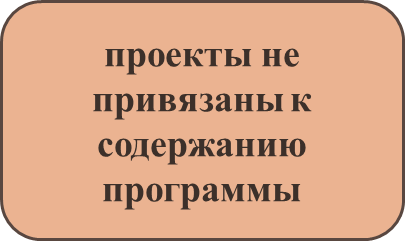 проекты не
привязаны к
содержанию
программы